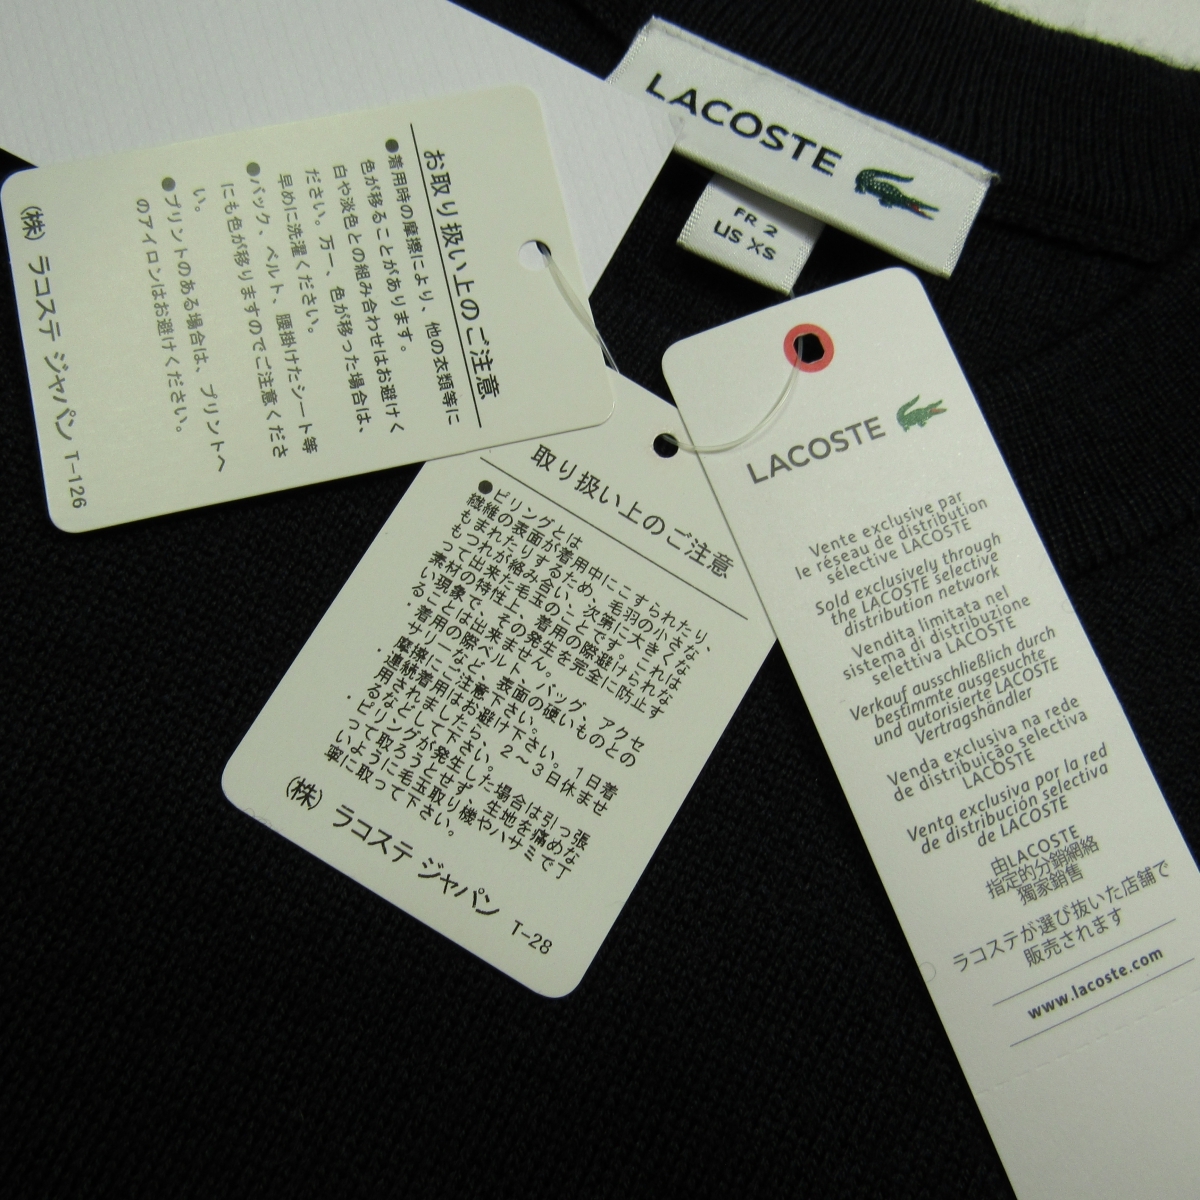 LACOSTE
FR 2
US XS
お取り扱い上のご注意
●着用時の摩擦により、他の衣類等に
色が移ることがあります。
白や淡色との組み合わせはお避けく
ださい。万一、色が移った場合は、
早めに洗濯ください。
●バック、ベルト、腰掛けたシート等
にも色が移りますのでご注意くださ
い。
●プリントのある場合は、プリントへ
のアイロンはお避けください。
(株) ラコステ ジャパン T-126
取り扱い上のご注意
●ピリングとは
繊維の表面が着用中にこすられたり、
もまれたりするため、毛羽の小さな
もつれが絡み合い、次第に大きくな
って出来た毛玉のことです。これは
素材の特性上、着用の際避けられな
い現象で、その発生を完全に防止す
ることは出来ません。
・着用の際ベルト、バッグ、アクセ
サリーなど、表面の硬いものとの
摩擦にご注意下さい。
・連続着用はお避け下さい。1日着
用されましたら、2～3日休ませ
るなどして下さい。
・ピリングが発生した場合は引っ張
って取ろうとせず、生地を痛めな
いように毛玉取り機やハサミで丁
寧に取って下さい。
(株) ラコステ ジャパン T-28
LACOSTE
Vente exclusive par
le réseau de distribution
sélective LACOSTE
Sold exclusively through
the LACOSTE selective
distribution network
Vendita limitata nel
sistema di distribuzione
selettiva LACOSTE
Verkauf ausschließlich durch
bestimmte ausgesuchte
und autorisierte LACOSTE
Vertragshändler
Venda exclusiva na rede
de distribuição selectiva
LACOSTE
Venta exclusiva por la red
de distribución selectiva
de LACOSTE
由LACOSTE
指定的分銷網絡
獨家銷售
ラコステが選び抜いた店舗で
販売されます
www.lacoste.com